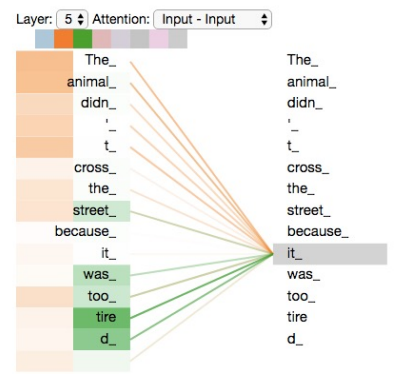 Layer: 5 Attention: Input - Input
The_ The_
animal_ animal_
didn_ didn_
'_ '_
t_ t_
cross_ cross_
the_ the_
street_ street_
because_ because_
it_ it_
was_ was_
too_ too_
tire tire
d_ d_